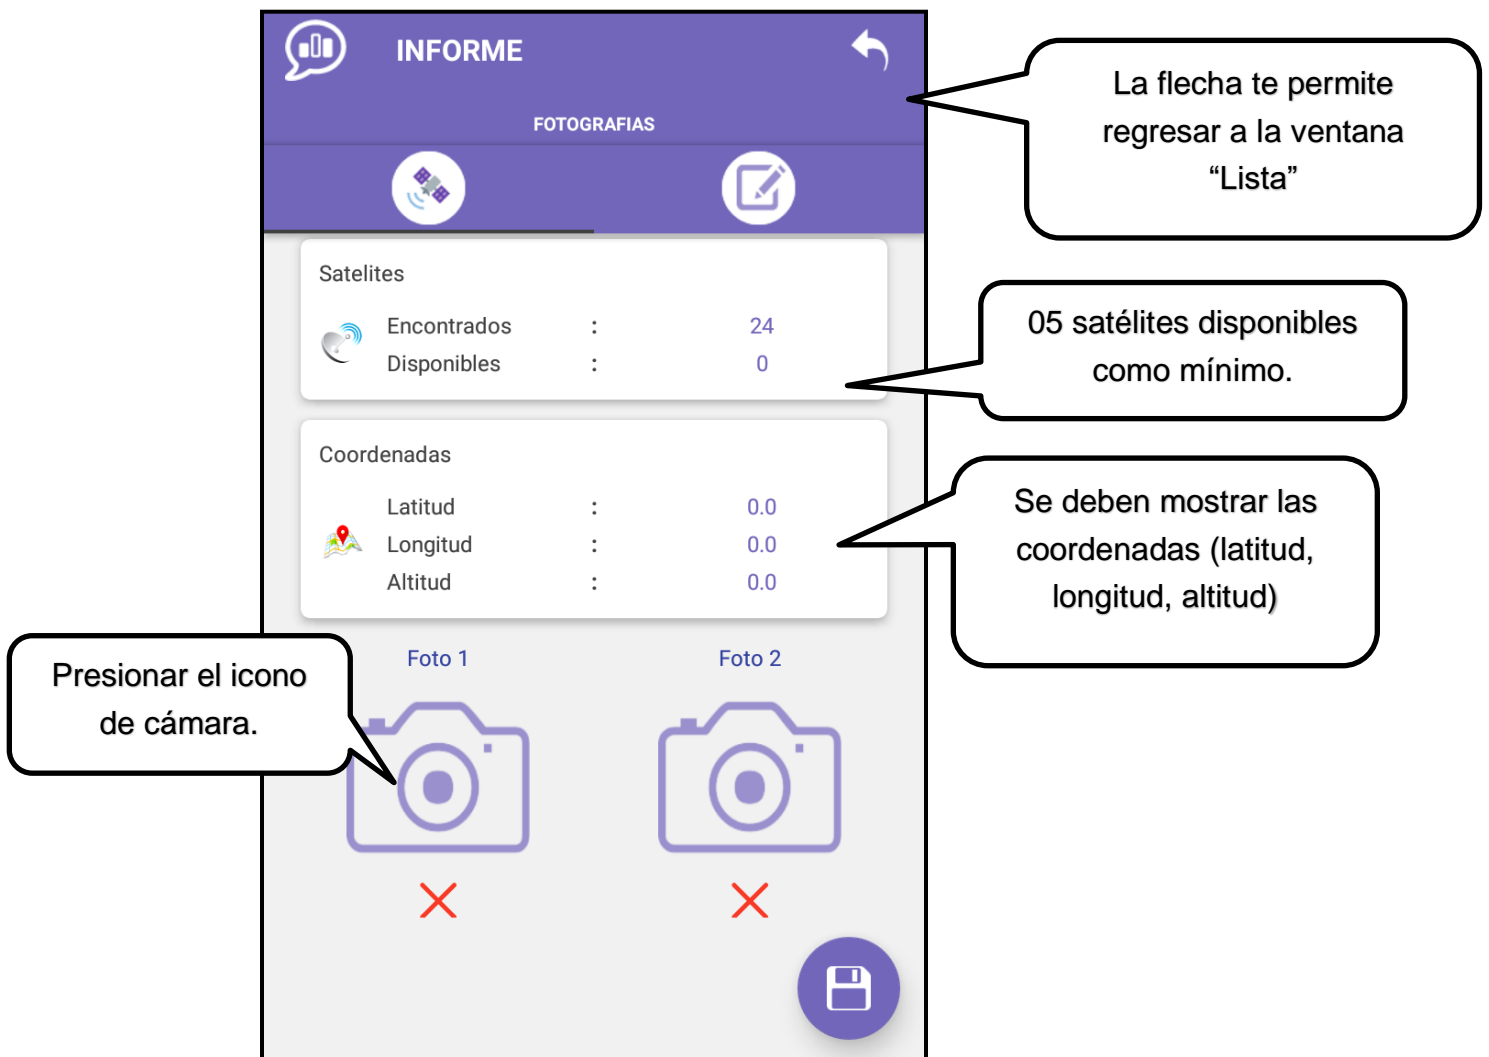 INFORME
FOTOGRAFIAS
La flecha te permite
regresar a la ventana
“Lista”
Satelites
Encontrados : 24
Disponibles : 0
05 satélites disponibles
como mínimo.
Coordenadas
Latitud : 0.0
Longitud : 0.0
Altitud : 0.0
Se deben mostrar las
coordenadas (latitud,
longitud, altitud)
Presionar el icono
de cámara.
Foto 1
Foto 2